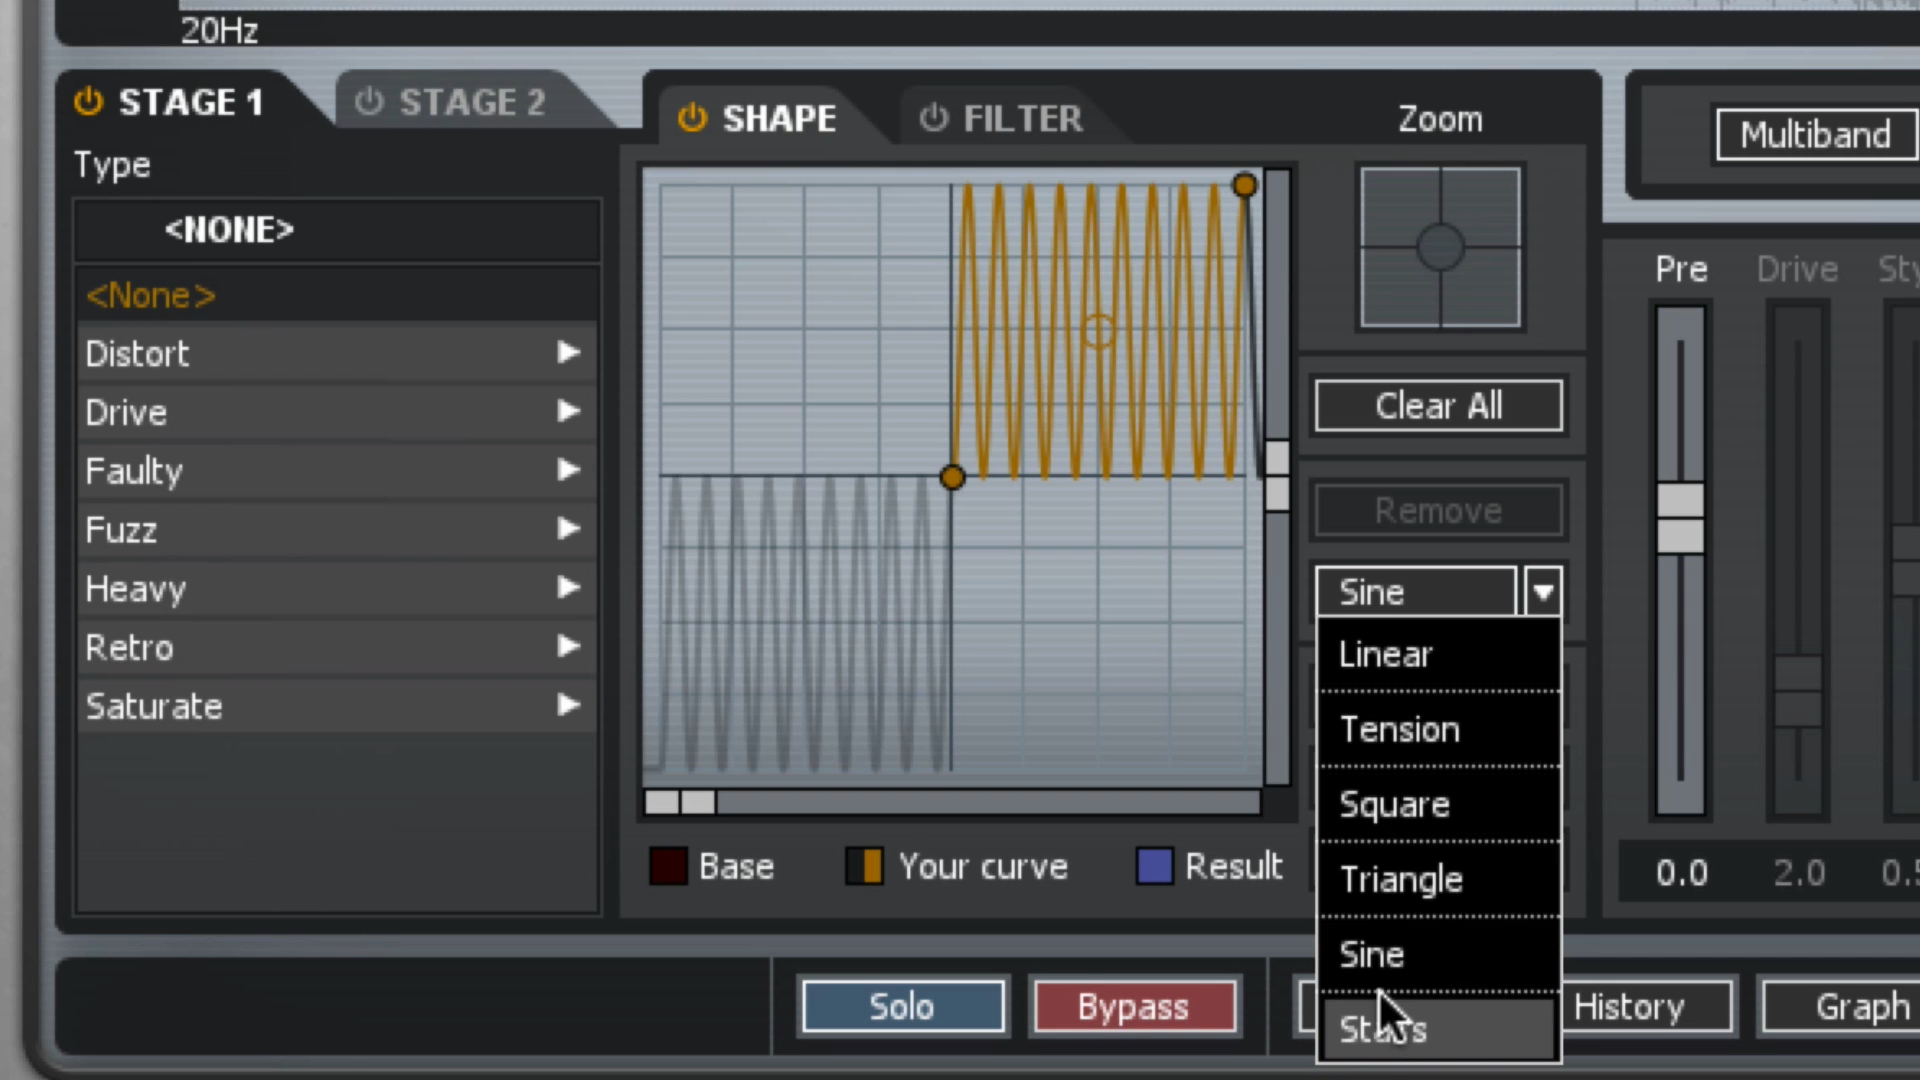 20Hz
STAGE 1
STAGE 2
SHAPE
FILTER
Zoom
Multiband
Type
<NONE>
<None>
Distort
Drive
Faulty
Fuzz
Heavy
Retro
Saturate
Clear All
Remove
Sine
Linear
Tension
Square
Triangle
Sine
Base
Your curve
Result
Pre
Drive
0.0
2.0
Solo
Bypass
History
Graph